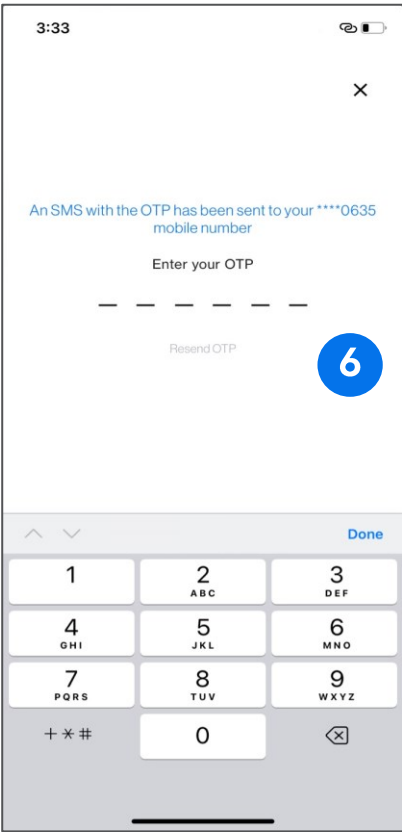 3:33
An SMS with the OTP has been sent to your ****0635
mobile number
Enter your OTP
Resend OTP
6
Done
1
2
ABC
3
DEF
4
GHI
5
JKL
6
MNO
7
PQRS
8
TUV
9
WXYZ
+*#
0